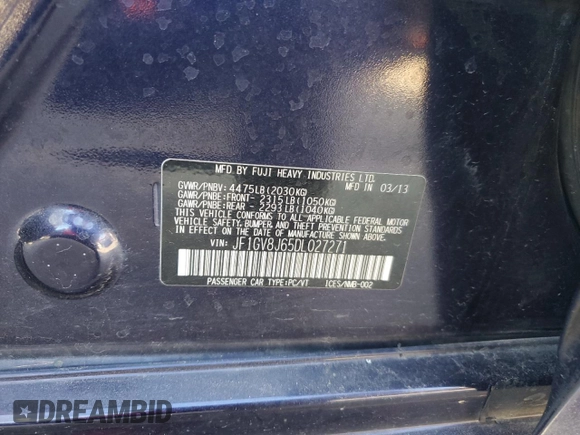 MFD BY FUJI HEAVY INDUSTRIES LTD.
GVWR/PNBV: 4475LB(2030KG) MFD IN 03/13
GAWR/PNBE:FRONT- 2315LB(1050KG)
GAWR/PNBE:REAR - 2293LB(1040KG)
THIS VEHICLE CONFORMS TO ALL APPLICABLE FEDERAL MOTOR
VEHICLE SAFETY, BUMPER, AND THEFT PREVENTION STANDARDS
IN EFFECT ON THE DATE OF MANUFACTURE SHOWN ABOVE.
VIN: JF1GV8J65DL027271
PASSENGER CAR TYPE:PC/VT ICES/NMB-002
DREAMBID